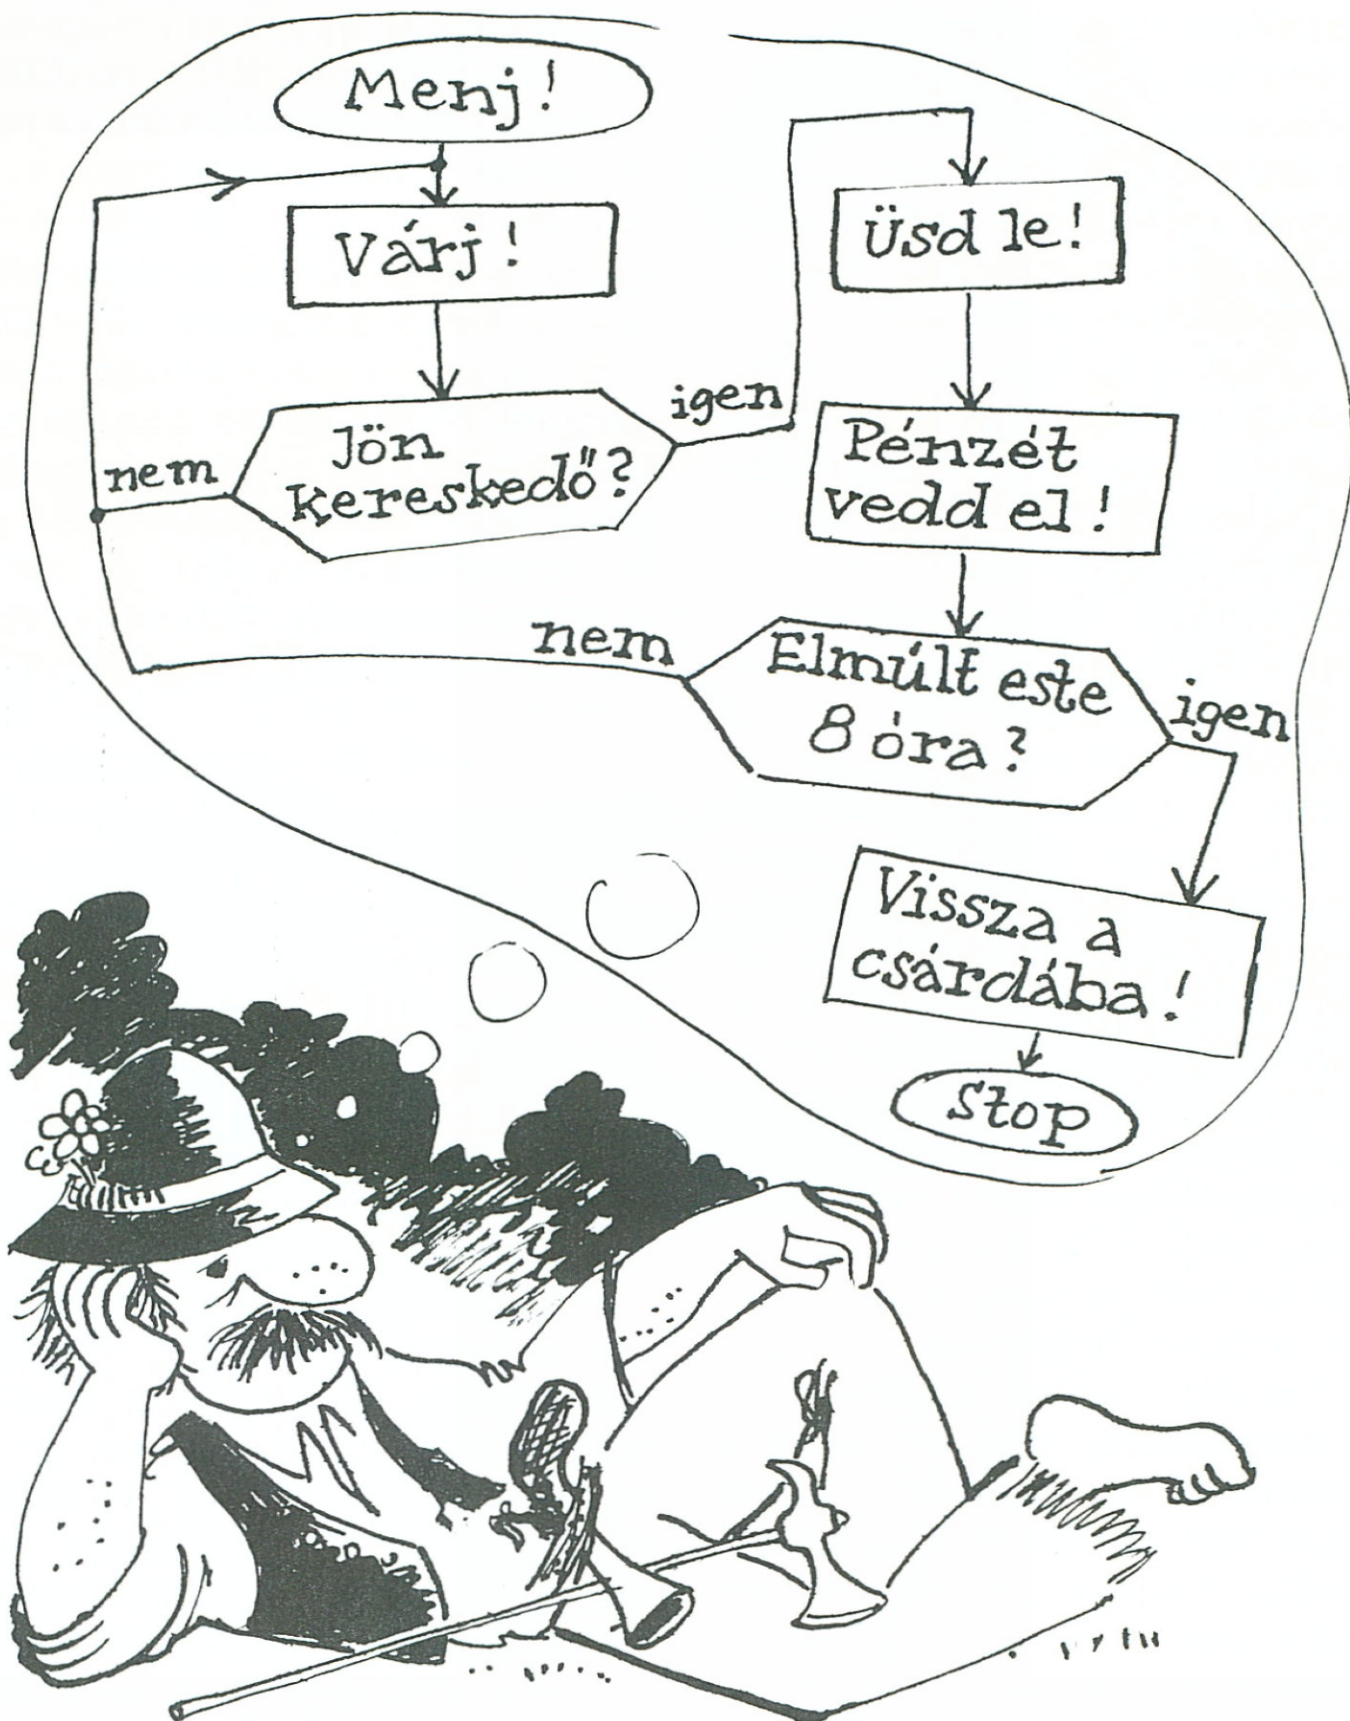 Menj!
Várj!
Jön
kereskedő?
nem
igen
Üsd le!
Pénzét
vedd el!
Elmúlt este
8 óra?
nem
igen
Vissza a
csárdába!
Stop